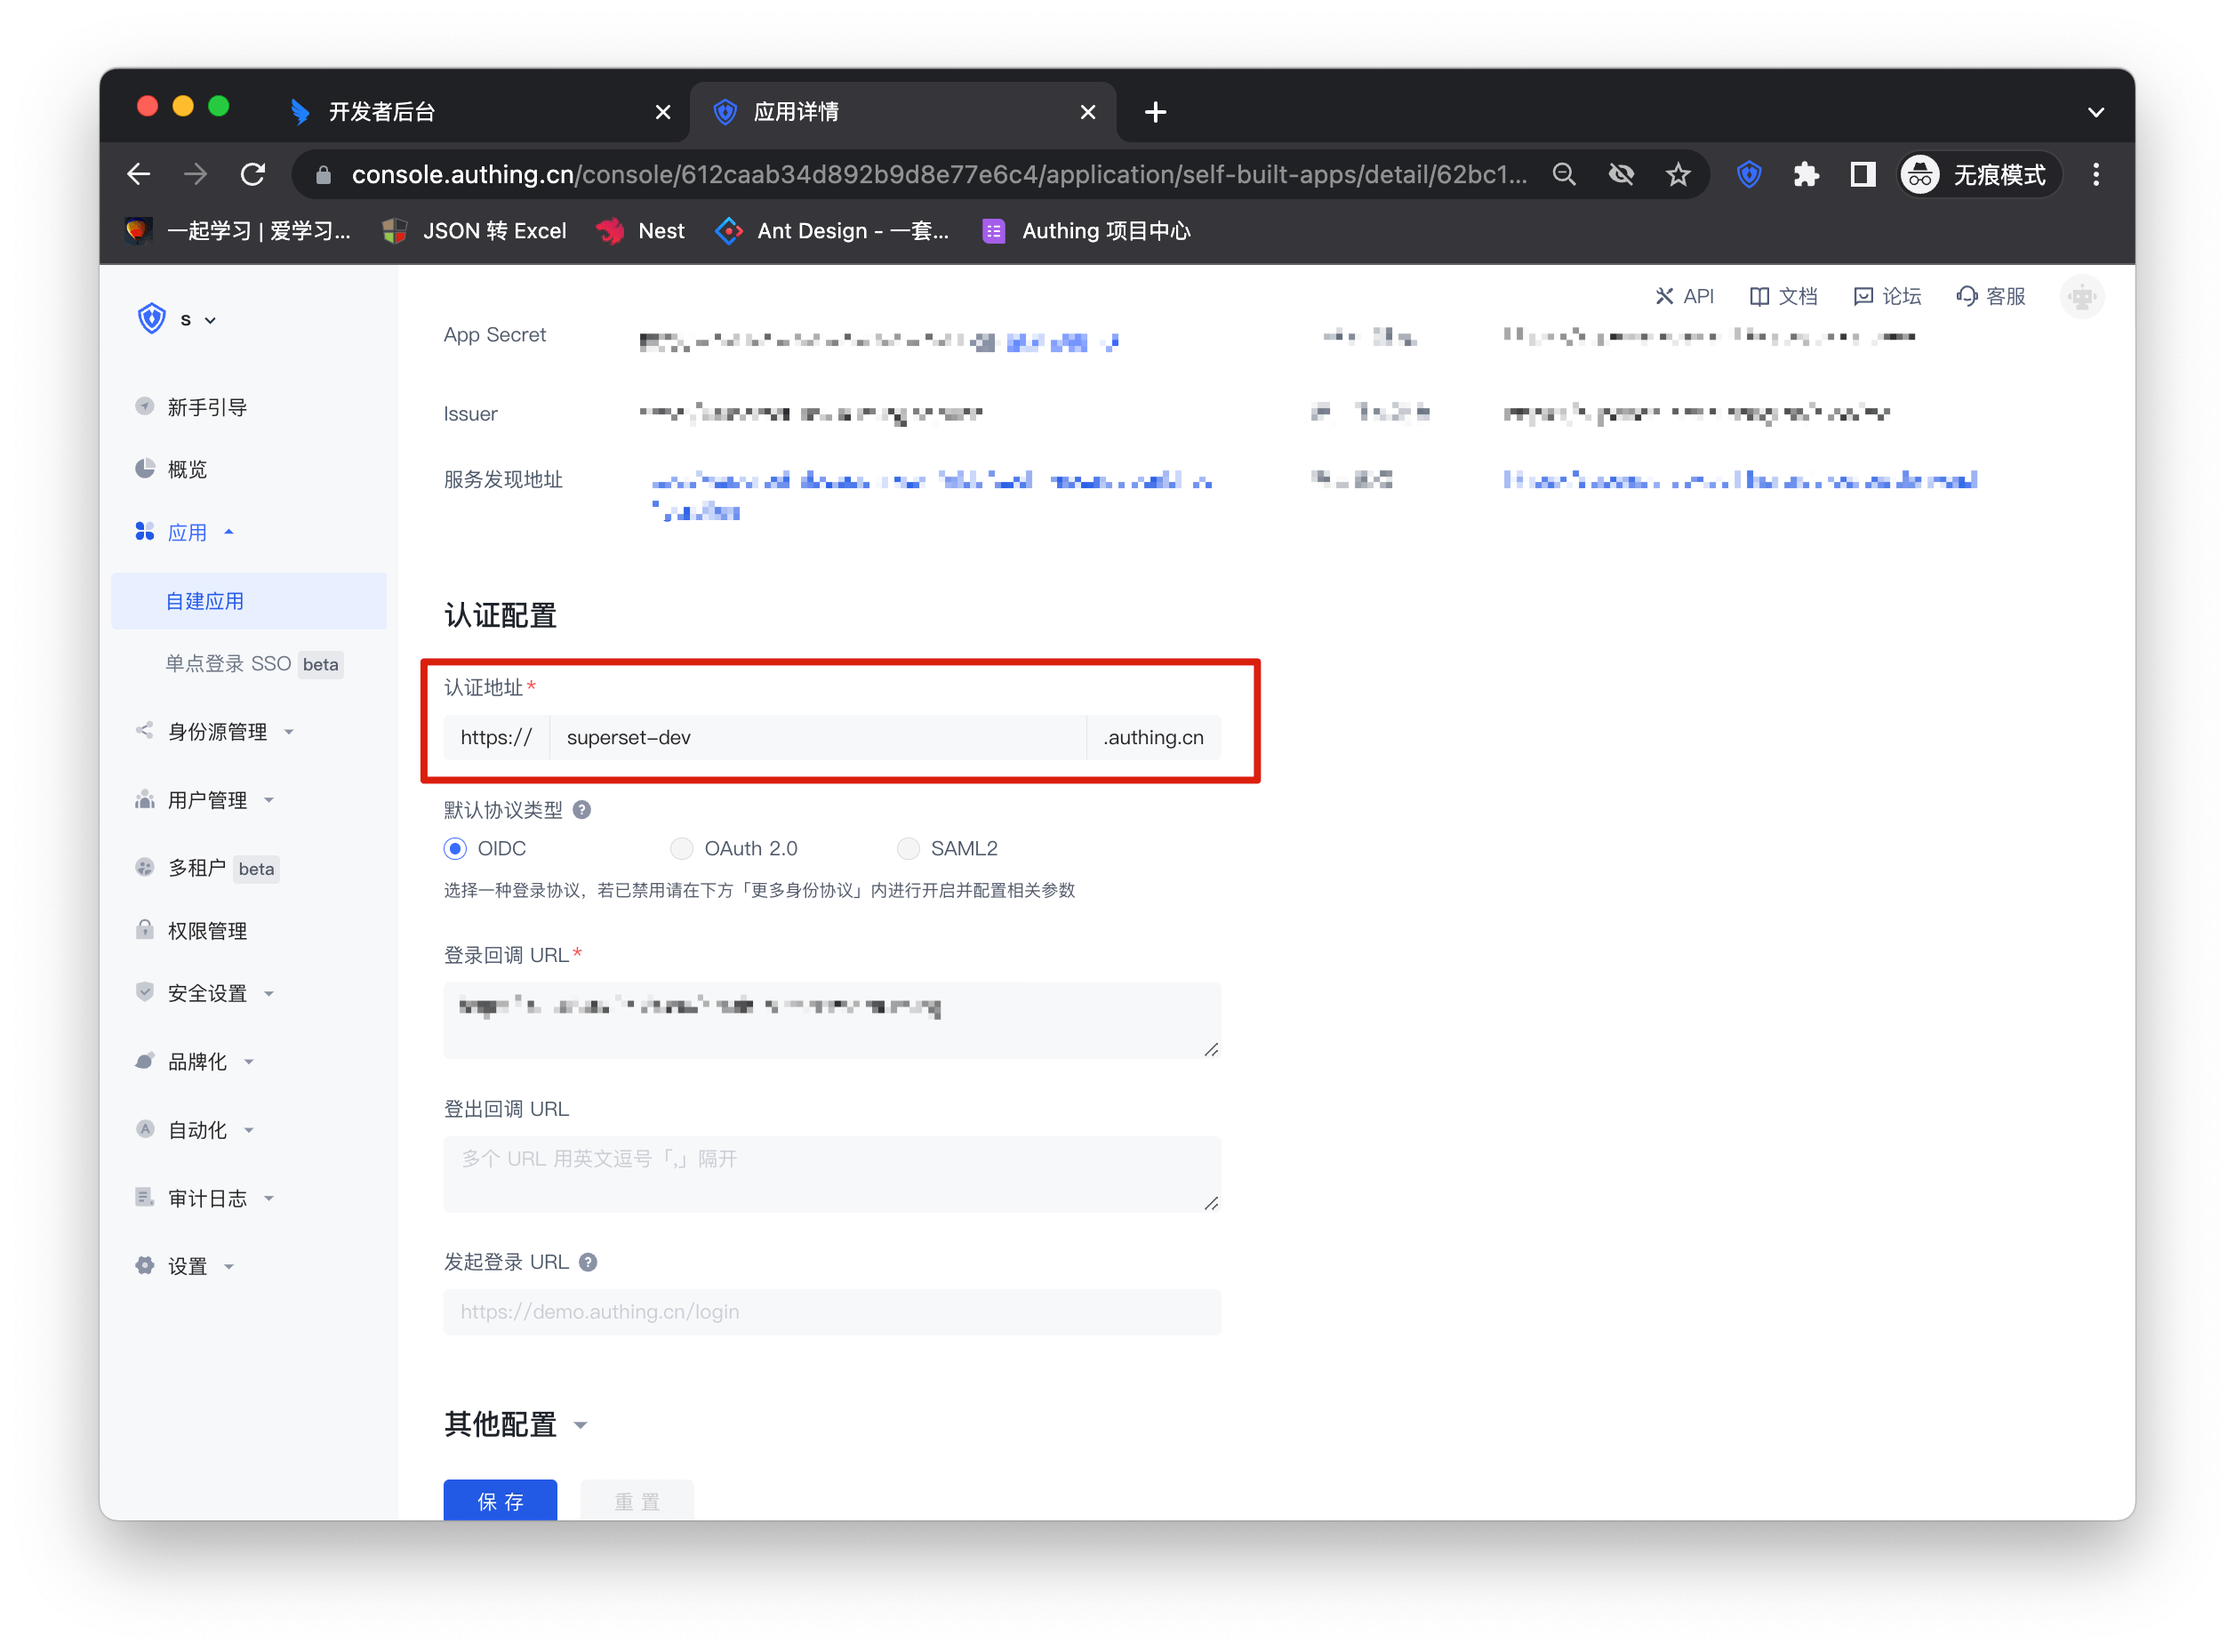 开发者后台
应用详情
console.authing.cn/console/612caab34d892b9d8e77e6c4/application/self-built-apps/detail/62bc1...
无痕模式
一起学习 | 爱学习...
JSON 转 Excel
Nest
Ant Design - 一套...
Authing 项目中心
s
API
文档
论坛
客服
新手引导
概览
应用
自建应用
单点登录 SSO beta
身份源管理
用户管理
多租户 beta
权限管理
安全设置
品牌化
自动化
审计日志
设置
App Secret
Issuer
服务发现地址
认证配置
认证地址*
https:// superset-dev .authing.cn
默认协议类型
OIDC OAuth 2.0 SAML2
选择一种登录协议，若已禁用请在下方「更多身份协议」内进行开启并配置相关参数
登录回调 URL*
登出回调 URL
多个 URL 用英文逗号「,」隔开
发起登录 URL
https://demo.authing.cn/login
其他配置
保存 重置